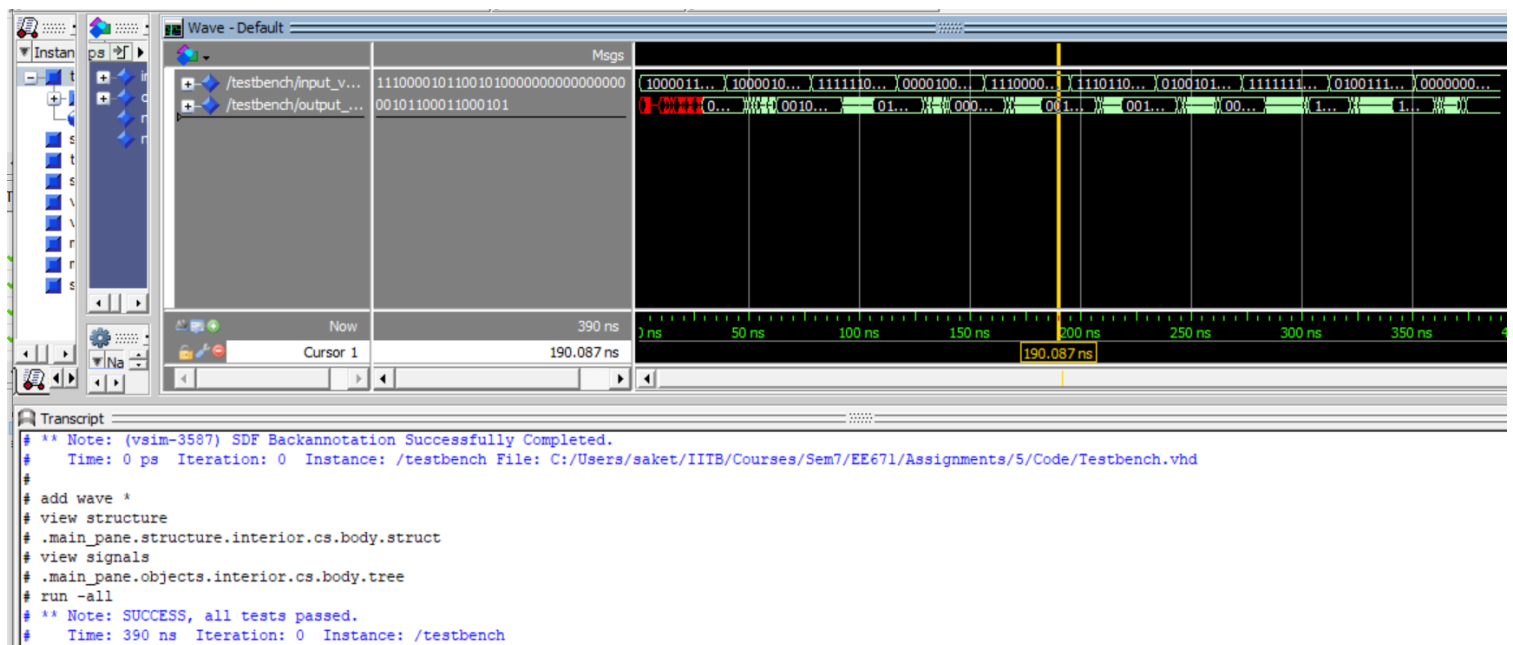 Wave - Default
Instan
ps
Msgs
/testbench/input_v... 11100001011001010000000000000000 1000011... 1000010... 1111110... 0000100... 1110000... 1110110... 0100101... 1111111... 0100111... 0000000...
/testbench/output_... 00101100011000101 0... 0010... 01... 000... 001... 001... 00... 1... 1...
Now 390 ns
50 ns 100 ns 150 ns 200 ns 250 ns 300 ns 350 ns
Cursor 1 190.087 ns 190.087 ns
Na
Transcript
# ** Note: (vsim-3587) SDF Backannotation Successfully Completed.
#    Time: 0 ps  Iteration: 0  Instance: /testbench File: C:/Users/saket/IITB/Courses/Sem7/EE671/Assignments/5/Code/Testbench.vhd
#
# add wave *
# view structure
# .main_pane.structure.interior.cs.body.struct
# view signals
# .main_pane.objects.interior.cs.body.tree
# run -all
# ** Note: SUCCESS, all tests passed.
#    Time: 390 ns  Iteration: 0  Instance: /testbench